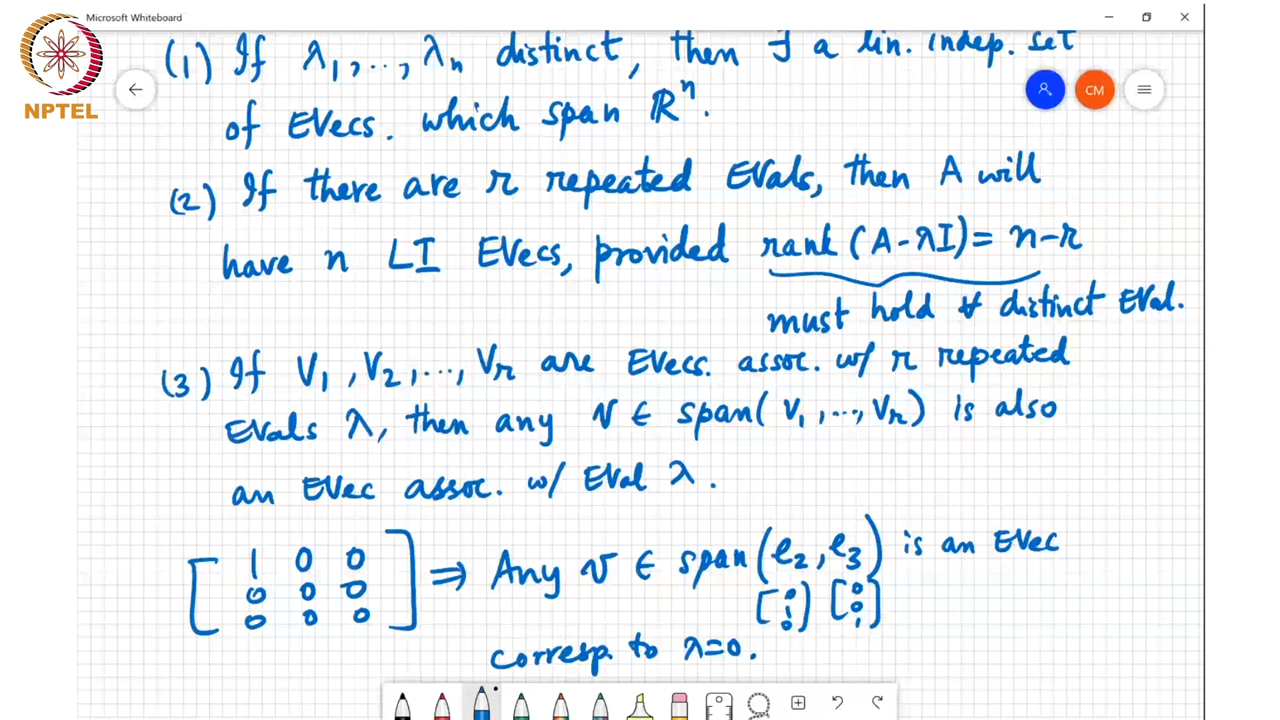 Microsoft Whiteboard
NPTEL
CM
(1) If λ₁,..,λₙ distinct, then ∃ a lin. indep. set
of EVecs. which span ℝⁿ.
(2) If there are r repeated EVals, then A will
have n LI EVecs, provided rank(A-λI)= n-r
must hold ∀ distinct EVal.
(3) If V₁,V₂,...,Vr are EVecs. assoc. w/ r repeated
EVals λ, then any v ∈ span(V₁,...,Vr) is also
an EVec assoc. w/ EVal λ.
[1 0 0
0 0 0
0 0 0] ⇒ Any v ∈ span(e₂,e₃) is an EVec
[0 1 0] [0 0 1]
corresp. to λ=0.